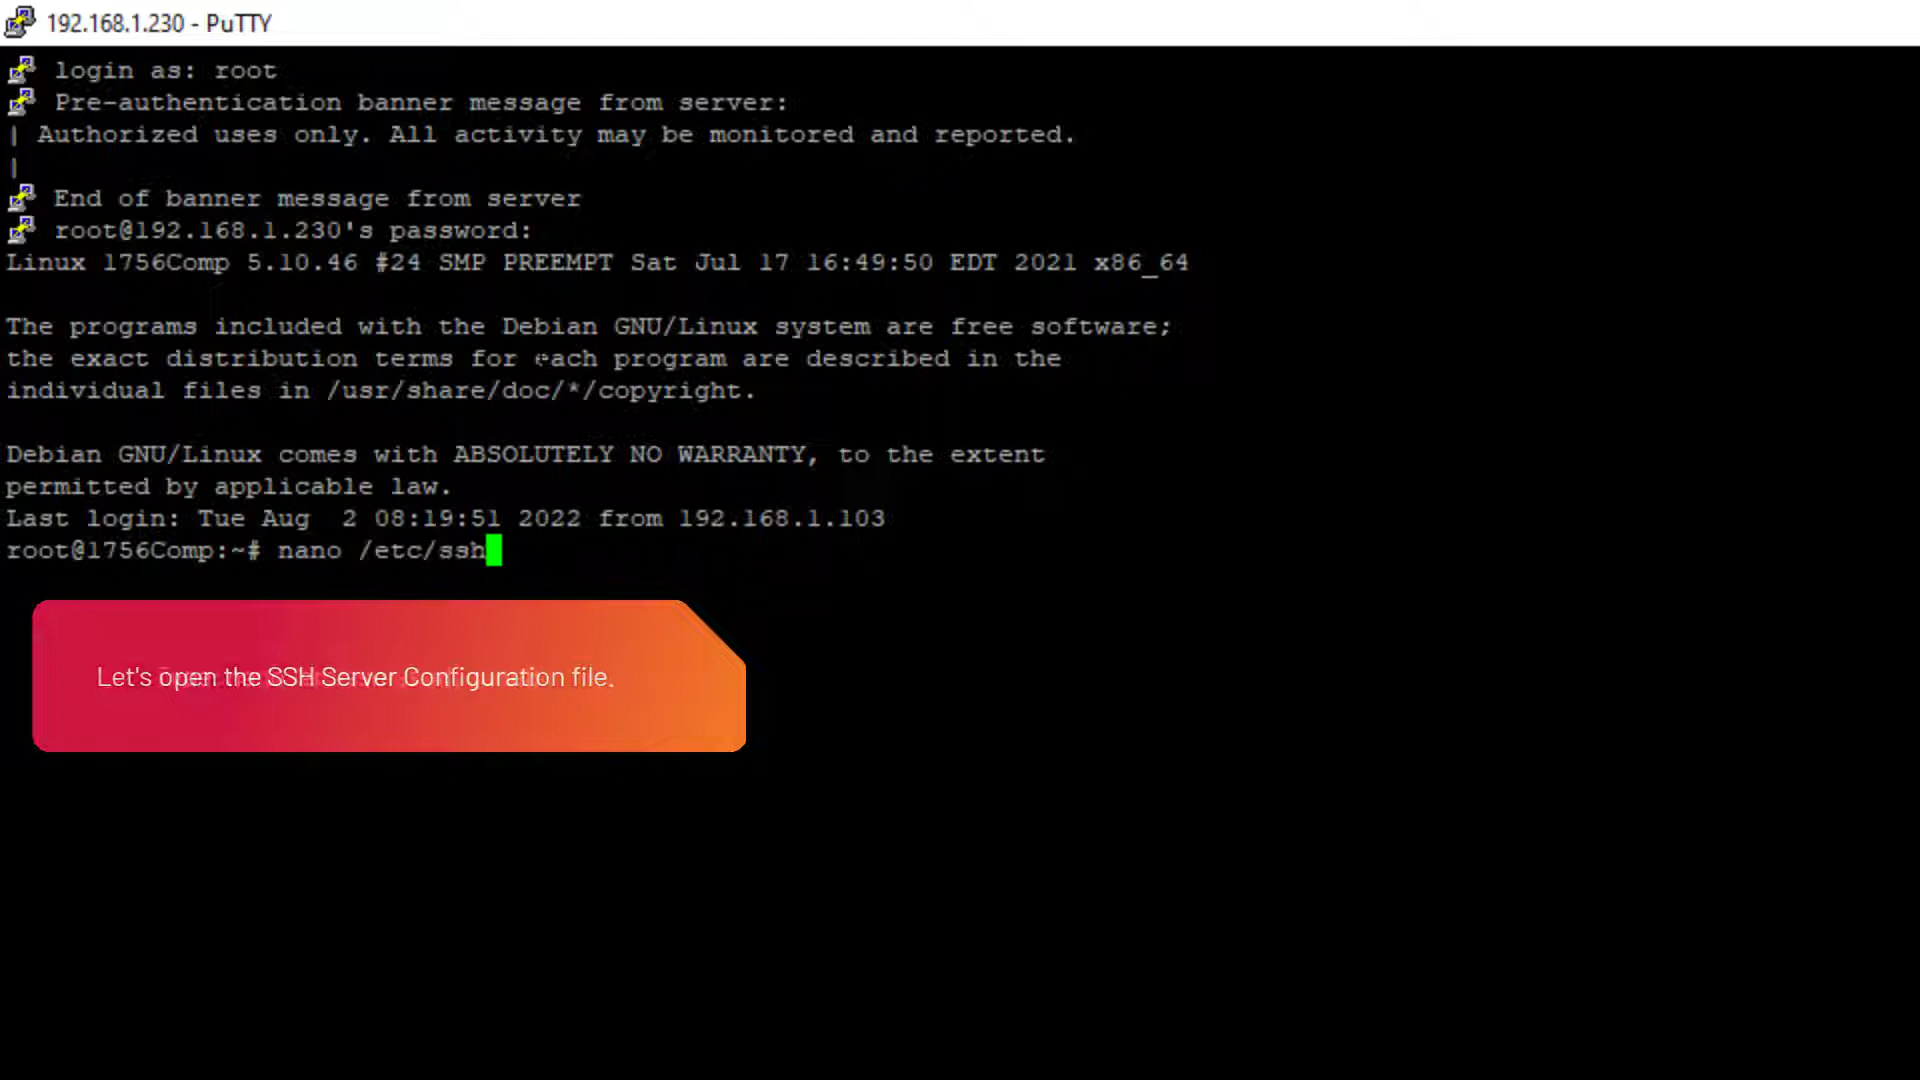 192.168.1.230 - PuTTY
login as: root
Pre-authentication banner message from server:
| Authorized uses only. All activity may be monitored and reported.
|
End of banner message from server
root@192.168.1.230's password:
Linux 1756Comp 5.10.46 #24 SMP PREEMPT Sat Jul 17 16:49:50 EDT 2021 x86_64
The programs included with the Debian GNU/Linux system are free software;
the exact distribution terms for each program are described in the
individual files in /usr/share/doc/*/copyright.
Debian GNU/Linux comes with ABSOLUTELY NO WARRANTY, to the extent
permitted by applicable law.
Last login: Tue Aug  2 08:19:51 2022 from 192.168.1.103
root@1756Comp:~# nano /etc/ssh
Let's open the SSH Server Configuration file.